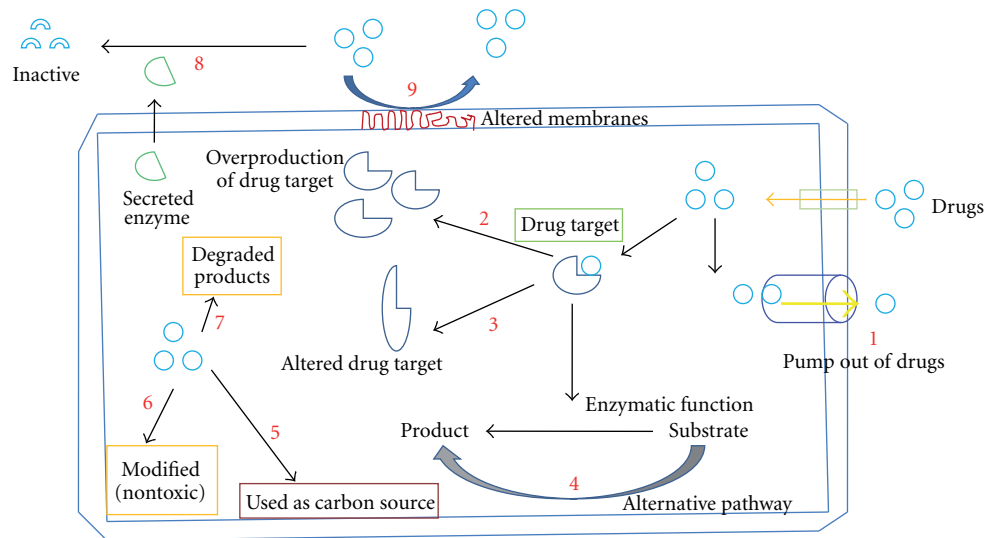 8
9
Inactive
Altered membranes
Overproduction
of drug target
Secreted
enzyme
2
Drug target
Drugs
Degraded
products
7
3
1
Altered drug target
Pump out of drugs
6
5
Enzymatic function
Product
Substrate
Modified
(nontoxic)
4
Used as carbon source
Alternative pathway